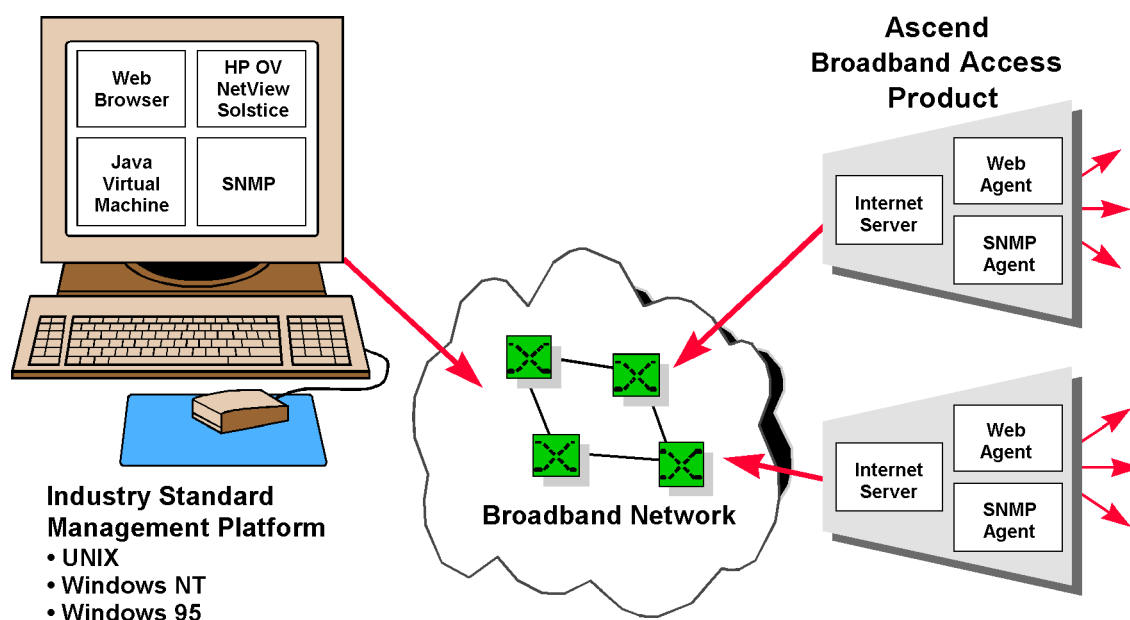 Web
Browser
HP OV
NetView
Solstice
Java
Virtual
Machine
SNMP
Industry Standard
Management Platform
• UNIX
• Windows NT
• Windows 95
Broadband Network
Ascend
Broadband Access
Product
Internet
Server
Web
Agent
SNMP
Agent
Internet
Server
Web
Agent
SNMP
Agent